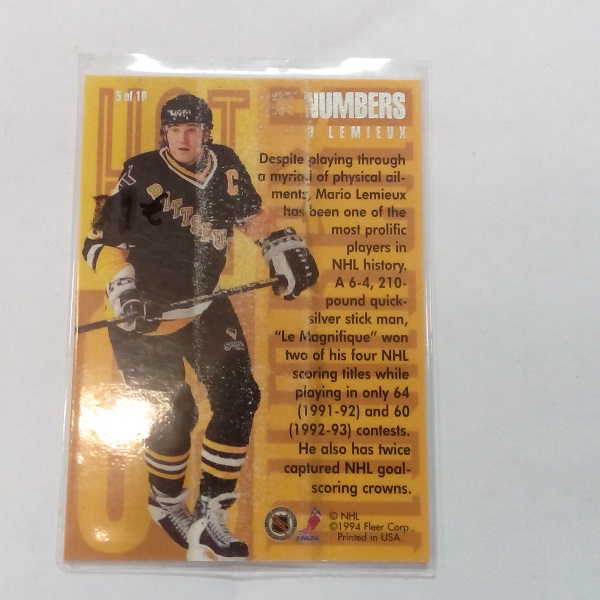 5 of 10
NUMBERS
LEMIEUX
Despite playing through
a myriad of physical ail-
ments, Mario Lemieux
has been one of the
most prolific
players in
NHL history.
A 6-4, 210-
pound quick-
silver stick man,
“Le Magnifique” won
two of his four NHL
scoring titles while
playing in only 64
(1991-92) and 60
(1992-93) contests.
He also has twice
captured NHL goal-
scoring crowns.
© NHL
©1994 Fleer Corp.,
Printed in USA
C
HOT